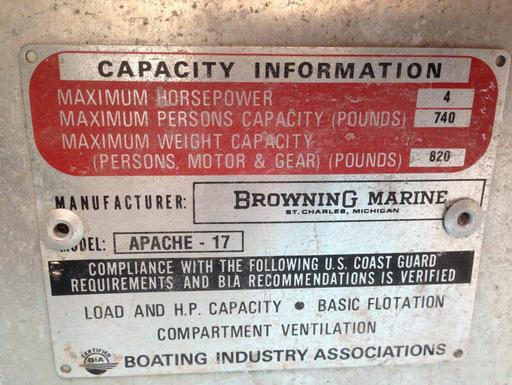 CAPACITY INFORMATION
MAXIMUM HORSEPOWER 4
MAXIMUM PERSONS CAPACITY (POUNDS) 740
MAXIMUM WEIGHT CAPACITY
(PERSONS, MOTOR & GEAR) (POUNDS) 820
MANUFACTURER: BROWNING MARINE
ST. CHARLES, MICHIGAN
MODEL: APACHE - 17
COMPLIANCE WITH THE FOLLOWING U.S. COAST GUARD
REQUIREMENTS AND BIA RECOMMENDATIONS IS VERIFIED
LOAD AND H.P. CAPACITY • BASIC FLOTATION
COMPARTMENT VENTILATION
CERTIFIED
BIA
BOATING INDUSTRY ASSOCIATIONS